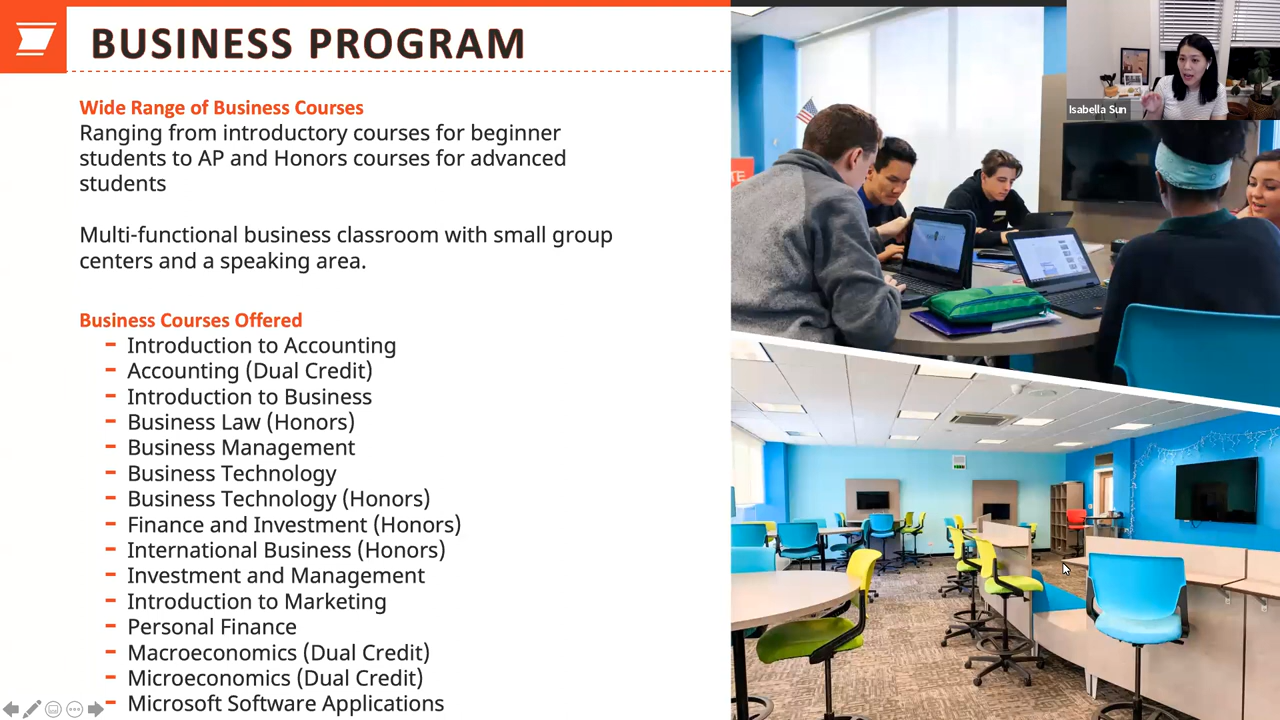 BUSINESS PROGRAM
Isabella Sun
Wide Range of Business Courses
Ranging from introductory courses for beginner
students to AP and Honors courses for advanced
students
Multi-functional business classroom with small group
centers and a speaking area.
Business Courses Offered
– Introduction to Accounting
– Accounting (Dual Credit)
– Introduction to Business
– Business Law (Honors)
– Business Management
– Business Technology
– Business Technology (Honors)
– Finance and Investment (Honors)
– International Business (Honors)
– Investment and Management
– Introduction to Marketing
– Personal Finance
– Macroeconomics (Dual Credit)
– Microeconomics (Dual Credit)
– Microsoft Software Applications
TE